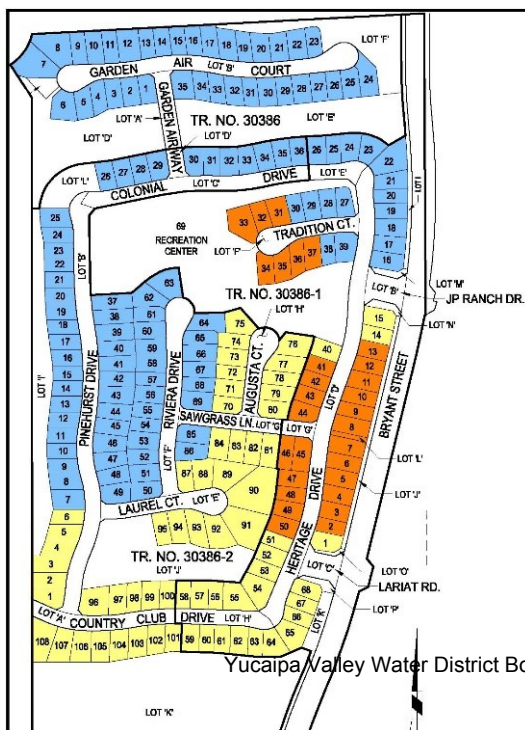 8 9 10 11 12 13 14 15 16 17 18 19 20 21 22 23
LOT 'F'
7
GARDEN AIR LOT 'B' COURT
6 5 4 3 2 1
35 34 33 32 31 30 29 28 27 26 25 24
LOT 'A'
GARDEN AIRWAY
TR. NO. 30386
LOT 'E'
LOT 'D'
LOT 'D'
LOT 'L'
26 27 28 29
30 31 32 33 34 35 36
26 25 24 23
22
COLONIAL LOT 'C' DRIVE
LOT 'E'
21
20
19
18
17
16
LOT 'I'
33 32 31 30 29 28 27
TRADITION CT.
LOT 'F'
34 35 36 37 38 39
69
RECREATION
CENTER
TR. NO. 30386-1
LOT 'H'
LOT 'M'
LOT 'B'
JP RANCH DR.
LOT 'N'
25
24
23
22
21
20
19
18
17
16
15
14
13
12
11
10
9
8
7
6
5
4
3
2
1
LOT 'B'
PINEHURST DRIVE
LOT 'I'
37 62
38 61
39 60
40 59
41 58
42 57
43 56
44 55
45 54
46 53
47 52
48 51
49 50
63
RIVIERA DRIVE
LOT 'F'
64
65
66
67
68
69
75
74
73
72
71
70
AUGUSTA CT.
76
77
78
79
80
SAWGRASS LN. LOT 'G'
LOT 'G'
85
86
84 83 82 81
87 88 89
90
91
LAUREL CT. LOT 'E'
95 94 93 92
TR. NO. 30386-2
LOT 'J'
40
41
42
43
44
46 45
47
48
49
50
51
52
53
54
LOT 'D'
HERITAGE DRIVE
15
14
13
12
11
10
9
8
7
6
5
4
3
2
1
BRYANT STREET
LOT 'L'
LOT 'J'
LOT 'O'
LOT 'C'
LARIAT RD.
LOT 'P'
LOT 'K'
68
67
66
65
96 97 98 99 100
58 57 56 55
LOT 'A' COUNTRY CLUB DRIVE LOT 'H'
108 107 106 105 104 103 102 101
59 60 61 62 63 64
Yucaipa Valley Water District Bo
LOT 'K'